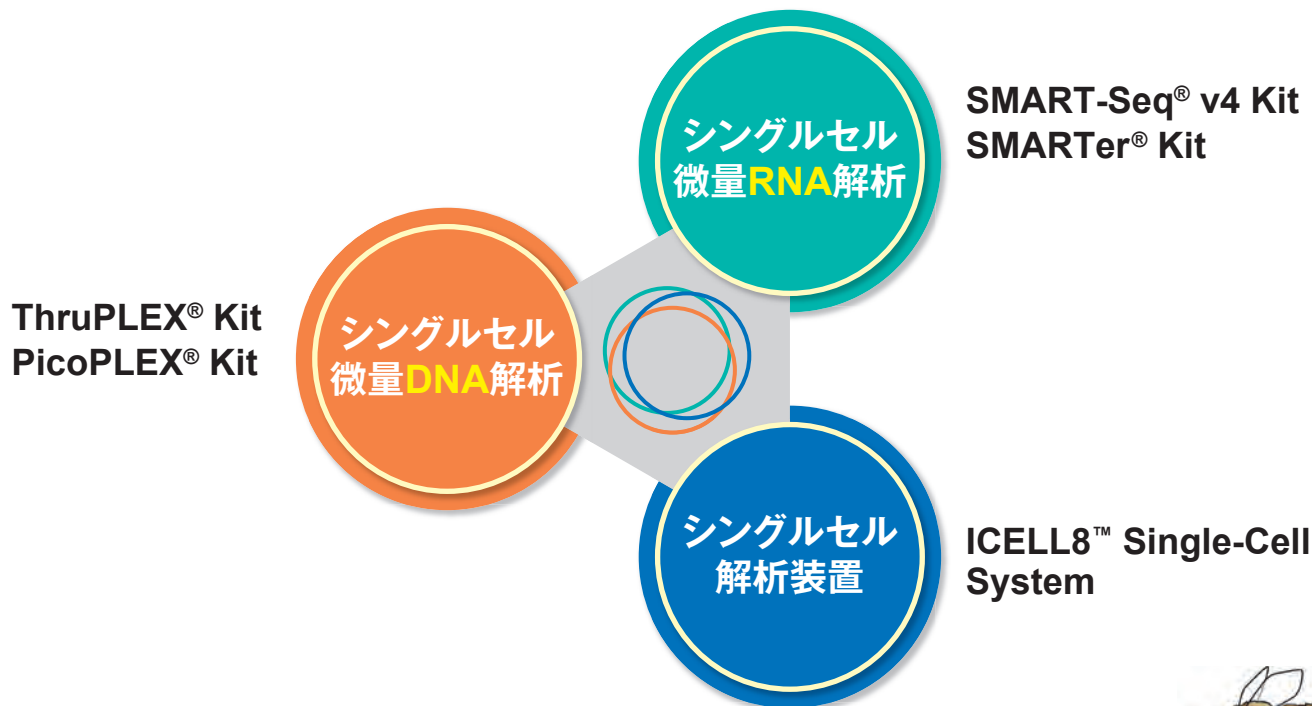 シングルセル
微量RNA解析
SMART-Seq® v4 Kit
SMARTer® Kit
ThruPLEX® Kit
PicoPLEX® Kit
シングルセル
微量DNA解析
シングルセル
解析装置
ICELL8™ Single-Cell
System